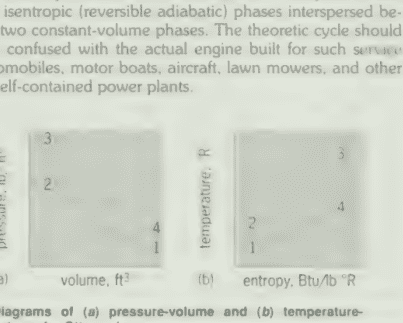 isentropic (reversible adiabatic) phases interspersed be-
two constant-volume phases. The theoretic cycle should
confused with the actual engine built for such service
omobiles, motor boats, aircraft, lawn mowers, and other
elf-contained power plants.
3
2
4
1
volume, ft³
temperature, R
3
4
2
1
(b) entropy, Btu/lb °R
iagrams of (a) pressure-volume and (b) temperature-